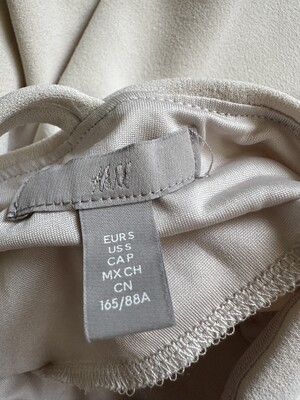 H&M
EUR S
US S
CA P
MX CH
CN
165/88A